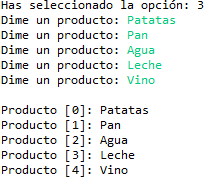 Has seleccionado la opción: 3
Dime un producto: Patatas
Dime un producto: Pan
Dime un producto: Agua
Dime un producto: Leche
Dime un producto: Vino
Producto [0]: Patatas
Producto [1]: Pan
Producto [2]: Agua
Producto [3]: Leche
Producto [4]: Vino